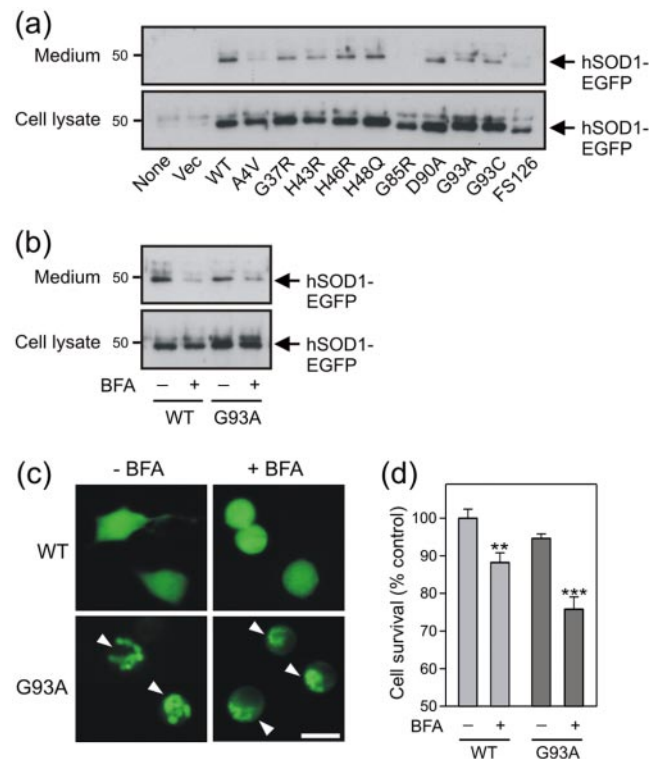 (a)
Medium 50 hSOD1-
EGFP
Cell lysate 50 hSOD1-
EGFP
None Vec WT A4V G37R H43R H46R H48Q G85R D90A G93A G93C FS126
(b)
Medium 50 hSOD1-
EGFP
Cell lysate 50 hSOD1-
EGFP
BFA – + – +
WT G93A
(c)
- BFA + BFA
WT
G93A
(d)
Cell survival (% control)
100
90
80
70
60
50
** ***
BFA – + – +
WT G93A